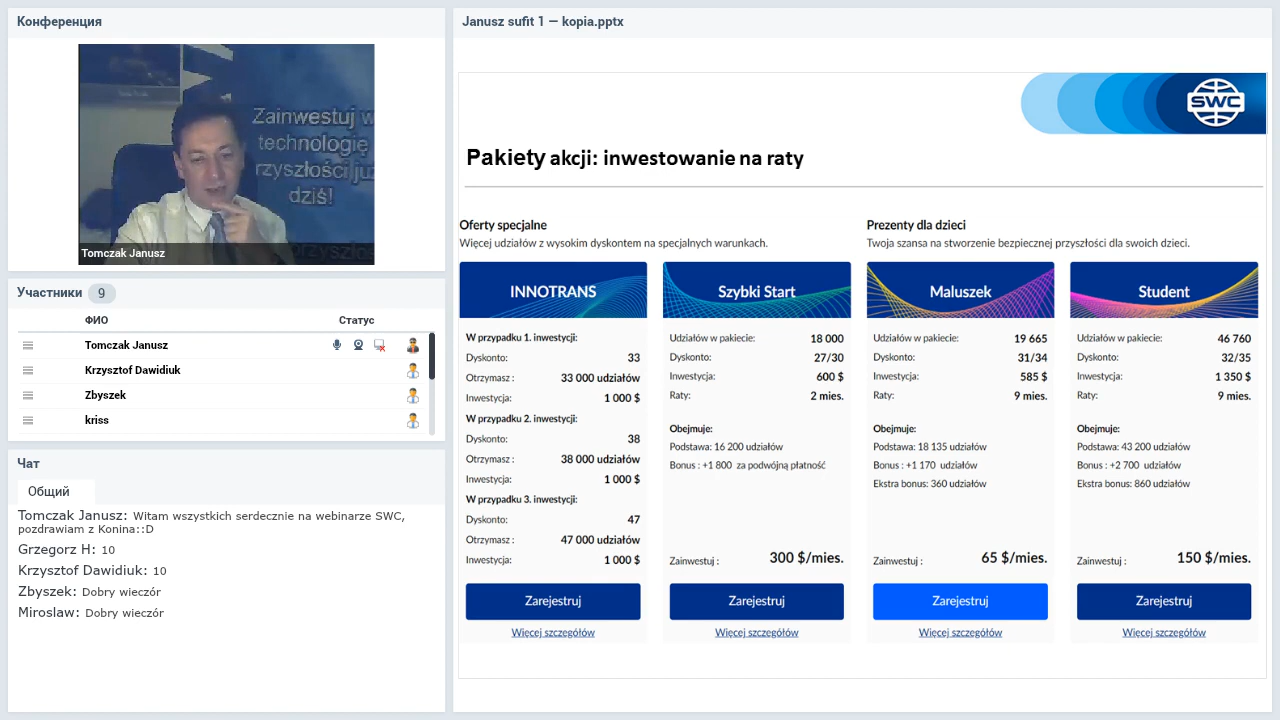 Конференция
Zainwestuj w
technologię
rzyszłości już
dziś!
Tomczak Janusz
Участники 9
ФИО Статус
Tomczak Janusz
Krzysztof Dawidiuk
Zbyszek
kriss
Чат
Общий
Tomczak Janusz: Witam wszystkich serdecznie na webinarze SWC,
pozdrawiam z Konina::D
Grzegorz H: 10
Krzysztof Dawidiuk: 10
Zbyszek: Dobry wieczór
Miroslaw: Dobry wieczór
Janusz sufit 1 — kopia.pptx
SWC
Pakiety akcji: inwestowanie na raty
Oferty specjalne
Więcej udziałów z wysokim dyskontem na specjalnych warunkach.
Prezenty dla dzieci
Twoja szansa na stworzenie bezpiecznej przyszłości dla swoich dzieci.
INNOTRANS
W przypadku 1. inwestycji:
Dyskonto: 33
Otrzymasz : 33 000 udziałów
Inwestycja: 1 000 $
W przypadku 2. inwestycji:
Dyskonto: 38
Otrzymasz : 38 000 udziałów
Inwestycja: 1 000 $
W przypadku 3. inwestycji:
Dyskonto: 47
Otrzymasz : 47 000 udziałów
Inwestycja: 1 000 $
Zarejestruj
Więcej szczegółów
Szybki Start
Udziałów w pakiecie: 18 000
Dyskonto: 27/30
Inwestycja: 600 $
Raty: 2 mies.
Obejmuje:
Podstawa: 16 200 udziałów
Bonus : +1 800 za podwójną płatność
Zainwestuj : 300 $/mies.
Zarejestruj
Więcej szczegółów
Maluszek
Udziałów w pakiecie: 19 665
Dyskonto: 31/34
Inwestycja: 585 $
Raty: 9 mies.
Obejmuje:
Podstawa: 18 135 udziałów
Bonus : +1 170 udziałów
Ekstra bonus: 360 udziałów
Zainwestuj : 65 $/mies.
Zarejestruj
Więcej szczegółów
Student
Udziałów w pakiecie: 46 760
Dyskonto: 32/35
Inwestycja: 1 350 $
Raty: 9 mies.
Obejmuje:
Podstawa: 43 200 udziałów
Bonus : +2 700 udziałów
Ekstra bonus: 860 udziałów
Zainwestuj : 150 $/mies.
Zarejestruj
Więcej szczegółów